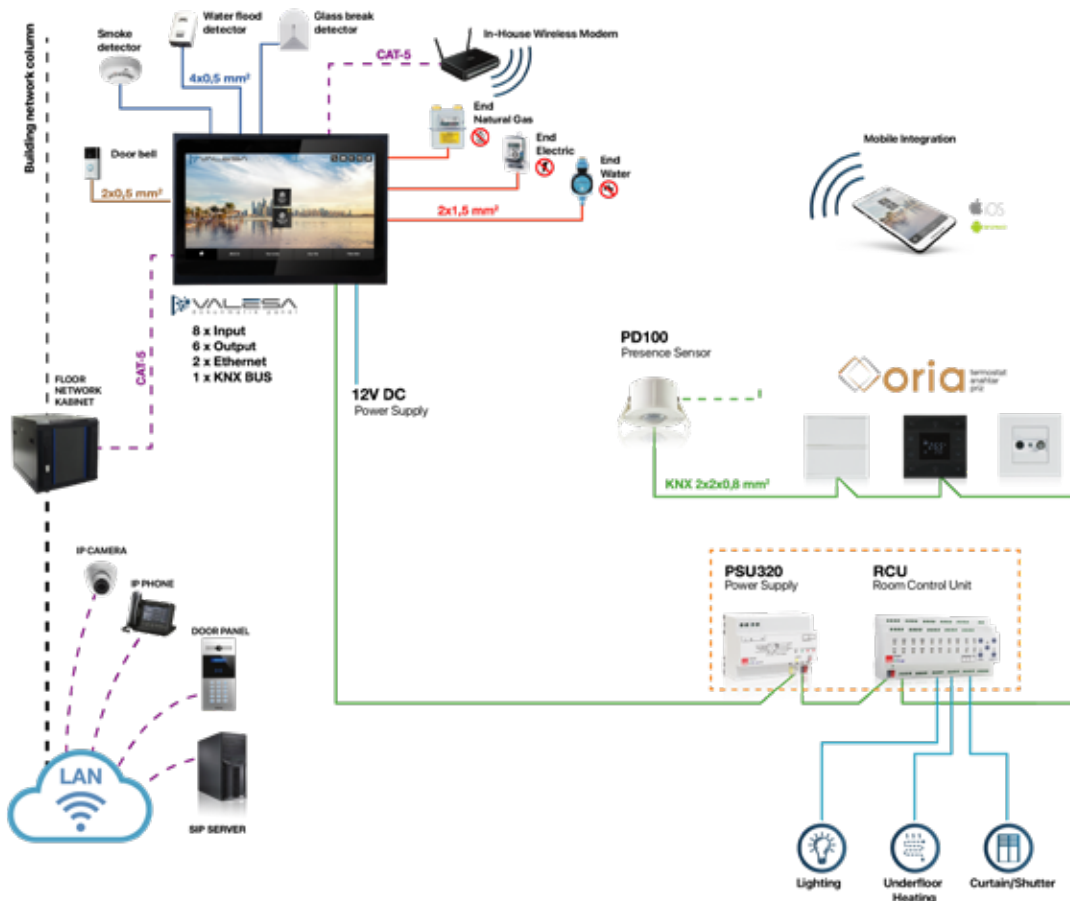 Building network column
Smoke
detector
Water flood
detector
Glass break
detector
CAT-5
In-House Wireless Modem
4x0,5 mm²
End
Natural Gas
End
Electric
End
Water
Door bell
2x0,5 mm²
2x1,5 mm²
VALESA
Mobile Integration
iOS
VALESA
8 x Input
6 x Output
2 x Ethernet
1 x KNX BUS
CAT-5
12V DC
Power Supply
FLOOR
NETWORK
KABINET
PD100
Presence Sensor
oria
termostat
anahtar
priz
KNX 2x2x0,8 mm²
IP CAMERA
IP PHONE
DOOR PANEL
LAN
SIP SERVER
PSU320
Power Supply
RCU
Room Control Unit
Lighting
Underfloor
Heating
Curtain/Shutter